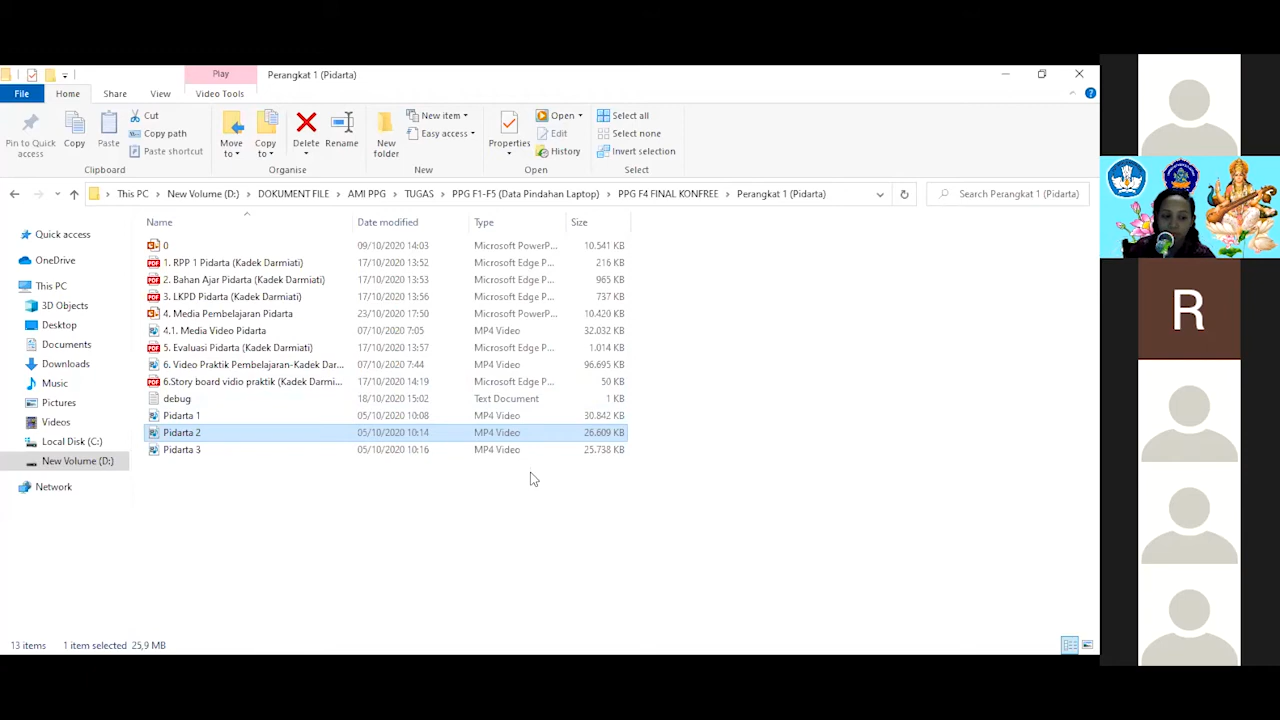 Play
Perangkat 1 (Pidarta)
File
Home
Share
View
Video Tools
Pin to Quick access
Copy
Paste
Cut
Copy path
Paste shortcut
Clipboard
Move to
Copy to
Delete
Rename
Organise
New folder
New item
Easy access
New
Properties
Open
Edit
History
Open
Select all
Select none
Invert selection
Select
This PC > New Volume (D:) > DOKUMENT FILE > AMI PPG > TUGAS > PPG F1-F5 (Data Pindahan Laptop) > PPG F4 FINAL KONFREE > Perangkat 1 (Pidarta)
Search Perangkat 1 (Pidarta)
Quick access
OneDrive
This PC
3D Objects
Desktop
Documents
Downloads
Music
Pictures
Videos
Local Disk (C:)
New Volume (D:)
Network
Name Date modified Type Size
0 09/10/2020 14:03 Microsoft PowerP... 10.541 KB
1. RPP 1 Pidarta (Kadek Darmiati) 17/10/2020 13:52 Microsoft Edge P... 216 KB
2. Bahan Ajar Pidarta (Kadek Darmiati) 17/10/2020 13:53 Microsoft Edge P... 965 KB
3. LKPD Pidarta (Kadek Darmiati) 17/10/2020 13:56 Microsoft Edge P... 737 KB
4. Media Pembelajaran Pidarta 23/10/2020 17:50 Microsoft PowerP... 10.420 KB
4.1. Media Video Pidarta 07/10/2020 7:05 MP4 Video 32.032 KB
5. Evaluasi Pidarta (Kadek Darmiati) 17/10/2020 13:57 Microsoft Edge P... 1.014 KB
6. Video Praktik Pembelajaran-Kadek Dar... 07/10/2020 7:44 MP4 Video 96.695 KB
6.Story board vidio praktik (Kadek Darmi... 17/10/2020 14:19 Microsoft Edge P... 50 KB
debug 18/10/2020 15:02 Text Document 1 KB
Pidarta 1 05/10/2020 10:08 MP4 Video 30.842 KB
Pidarta 2 05/10/2020 10:14 MP4 Video 26.609 KB
Pidarta 3 05/10/2020 10:16 MP4 Video 25.738 KB
13 items 1 item selected 25,9 MB
R